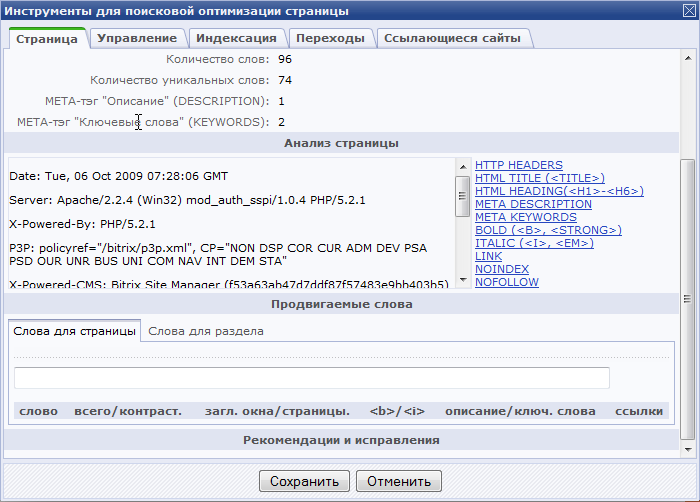 Инструменты для поисковой оптимизации страницы
Страница Управление Индексация Переходы Ссылающиеся сайты
Количество слов: 96
Количество уникальных слов: 74
META-тэг "Описание" (DESCRIPTION): 1
META-тэг "Ключевые слова" (KEYWORDS): 2
Анализ страницы
Date: Tue, 06 Oct 2009 07:28:06 GMT
Server: Apache/2.2.4 (Win32) mod_auth_sspi/1.0.4 PHP/5.2.1
X-Powered-By: PHP/5.2.1
P3P: policyref="/bitrix/p3p.xml", CP="NON DSP COR CUR ADM DEV PSA
PSD OUR UNR BUS UNI COM NAV INT DEM STA"
X-Powered-CMS: Bitrix Site Manager (f53a63ab47d7ddf87f57483e9bb403b5)
HTTP HEADERS
HTML TITLE (<TITLE>)
HTML HEADING(<H1>-<H6>)
META DESCRIPTION
META KEYWORDS
BOLD (<B>, <STRONG>)
ITALIC (<I>, <EM>)
LINK
NOINDEX
NOFOLLOW
Продвигаемые слова
Слова для страницы Слова для раздела
слово всего/контраст. загл. окна/страницы. <b>/<i> описание/ключ. слова ссылки
Рекомендации и исправления
Сохранить Отменить